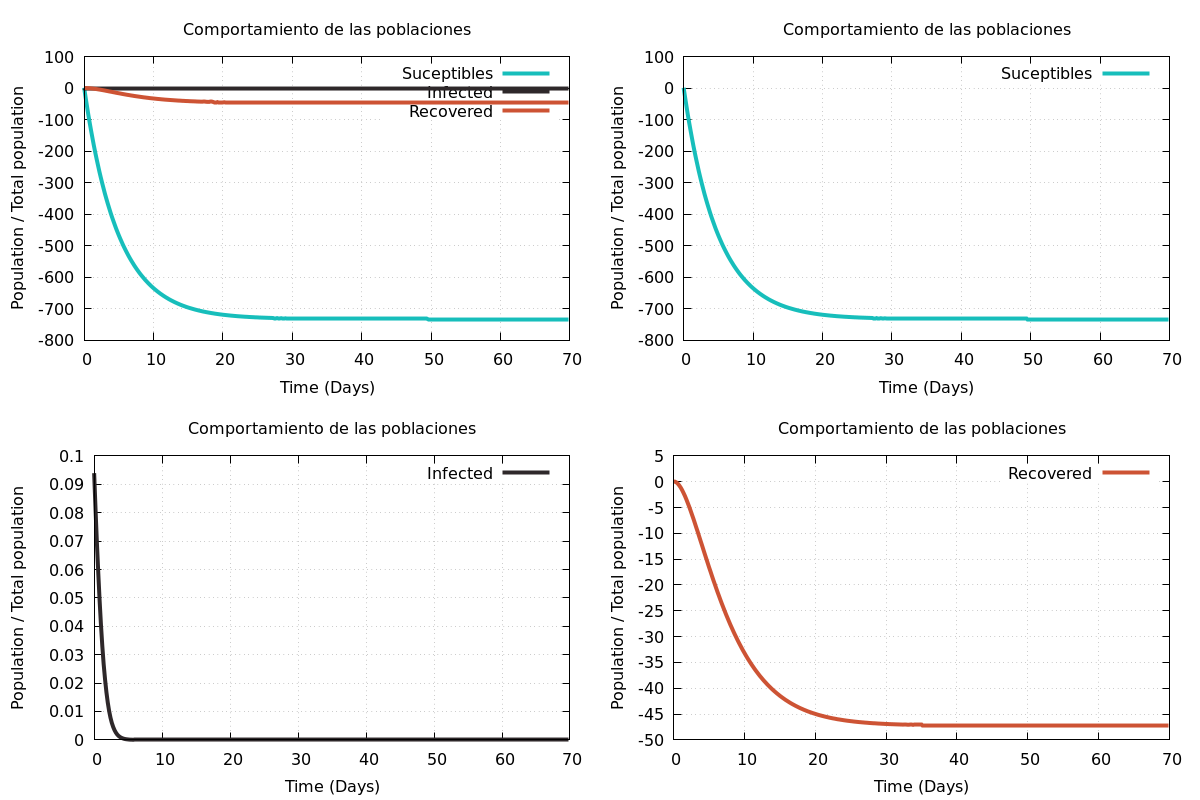 Comportamiento de las poblaciones
Population / Total population
100
0
-100
-200
-300
-400
-500
-600
-700
-800
Suceptibles
Infected
Recovered
0 10 20 30 40 50 60 70
Time (Days)
Comportamiento de las poblaciones
Population / Total population
100
0
-100
-200
-300
-400
-500
-600
-700
-800
Suceptibles
0 10 20 30 40 50 60 70
Time (Days)
Comportamiento de las poblaciones
Population / Total population
0.1
0.09
0.08
0.07
0.06
0.05
0.04
0.03
0.02
0.01
0
Infected
0 10 20 30 40 50 60 70
Time (Days)
Comportamiento de las poblaciones
Population / Total population
5
0
-5
-10
-15
-20
-25
-30
-35
-40
-45
-50
Recovered
0 10 20 30 40 50 60 70
Time (Days)